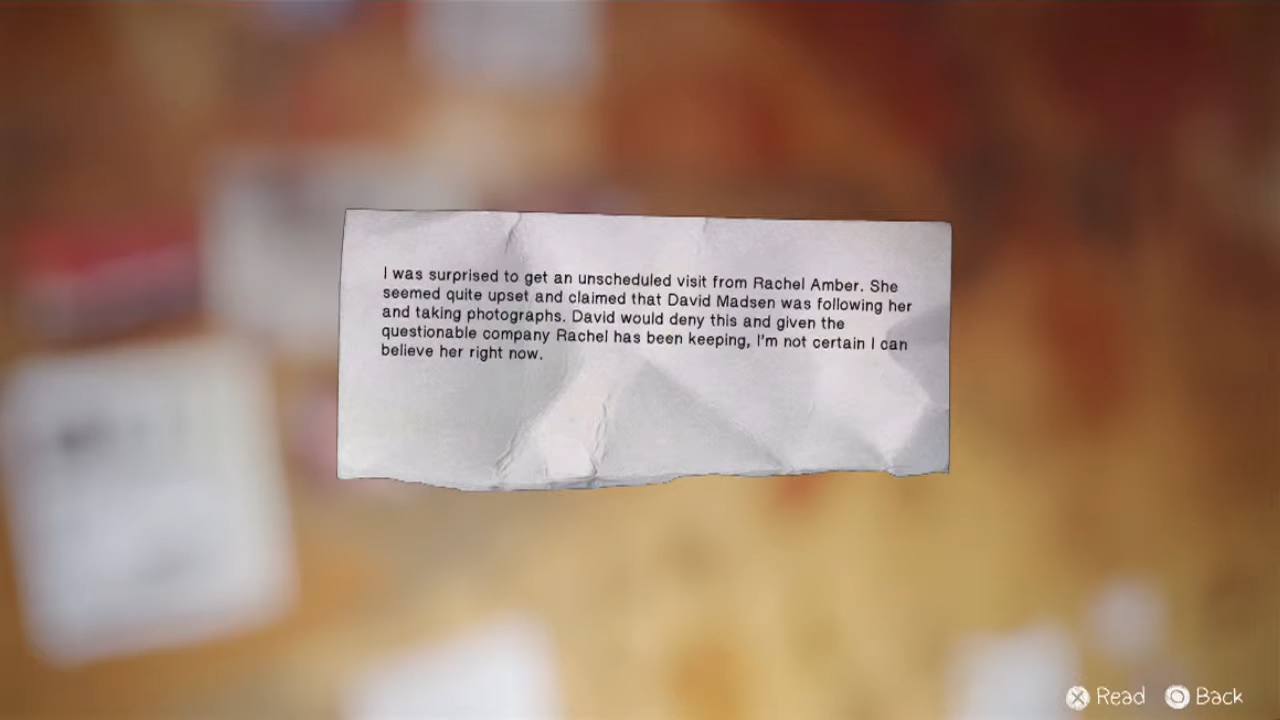 I was surprised to get an unscheduled visit from Rachel Amber. She
seemed quite upset and claimed that David Madsen was following her
and taking photographs. David would deny this and given the
questionable company Rachel has been keeping, I'm not certain I can
believe her right now.
Read
Back